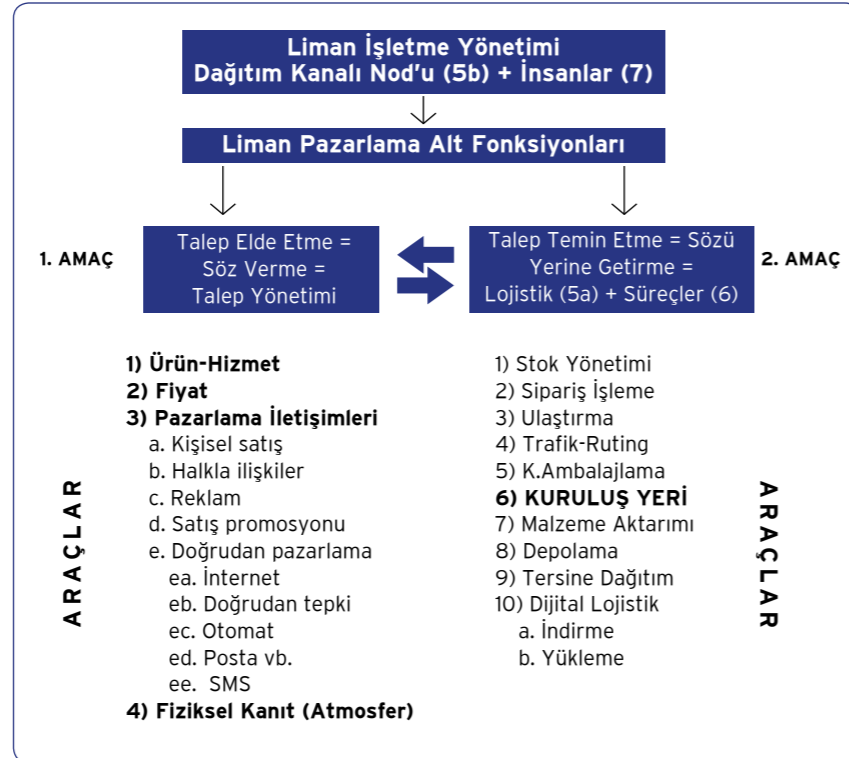 Liman İşletme Yönetimi
Dağıtım Kanalı Nod'u (5b) + İnsanlar (7)
Liman Pazarlama Alt Fonksiyonları
1. AMAÇ
Talep Elde Etme =
Söz Verme =
Talep Yönetimi
Talep Temin Etme = Sözü
Yerine Getirme =
Lojistik (5a) + Süreçler (6)
2. AMAÇ
ARAÇLAR
1) Ürün-Hizmet
2) Fiyat
3) Pazarlama İletişimleri
a. Kişisel satış
b. Halkla ilişkiler
c. Reklam
d. Satış promosyonu
e. Doğrudan pazarlama
ea. İnternet
eb. Doğrudan tepki
ec. Otomat
ed. Posta vb.
ee. SMS
4) Fiziksel Kanıt (Atmosfer)
1) Stok Yönetimi
2) Sipariş İşleme
3) Ulaştırma
4) Trafik-Ruting
5) K.Ambalajlama
6) KURULUŞ YERİ
7) Malzeme Aktarımı
8) Depolama
9) Tersine Dağıtım
10) Dijital Lojistik
a. İndirme
b. Yükleme
ARAÇLAR